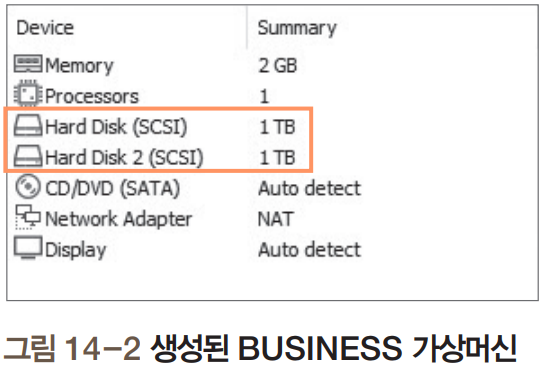 Device Summary
Memory 2 GB
Processors 1
Hard Disk (SCSI) 1 TB
Hard Disk 2 (SCSI) 1 TB
CD/DVD (SATA) Auto detect
Network Adapter NAT
Display Auto detect
그림 14-2 생성된 BUSINESS 가상머신